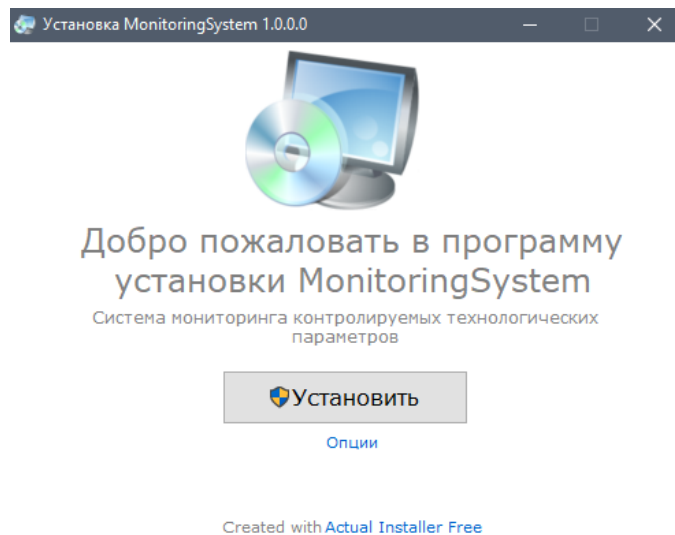 Установка MonitoringSystem 1.0.0.0
Добро пожаловать в программу
установки MonitoringSystem
Система мониторинга контролируемых технологических
параметров
Установить
Опции
Created with Actual Installer Free